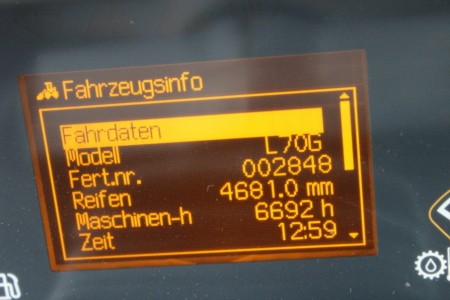 Fahrzeugsinfo
Fahrdaten
Modell L70G
Fert.nr. 002848
Reifen 4681.0 mm
Maschinen-h 6692 h
Zeit 12:59